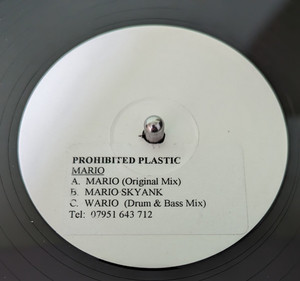 PROHIBITED PLASTIC
MARIO
A. MARIO (Original Mix)
B. MARIO SKYANK
C. WARIO (Drum & Bass Mix)
Tel: 07951 643 712